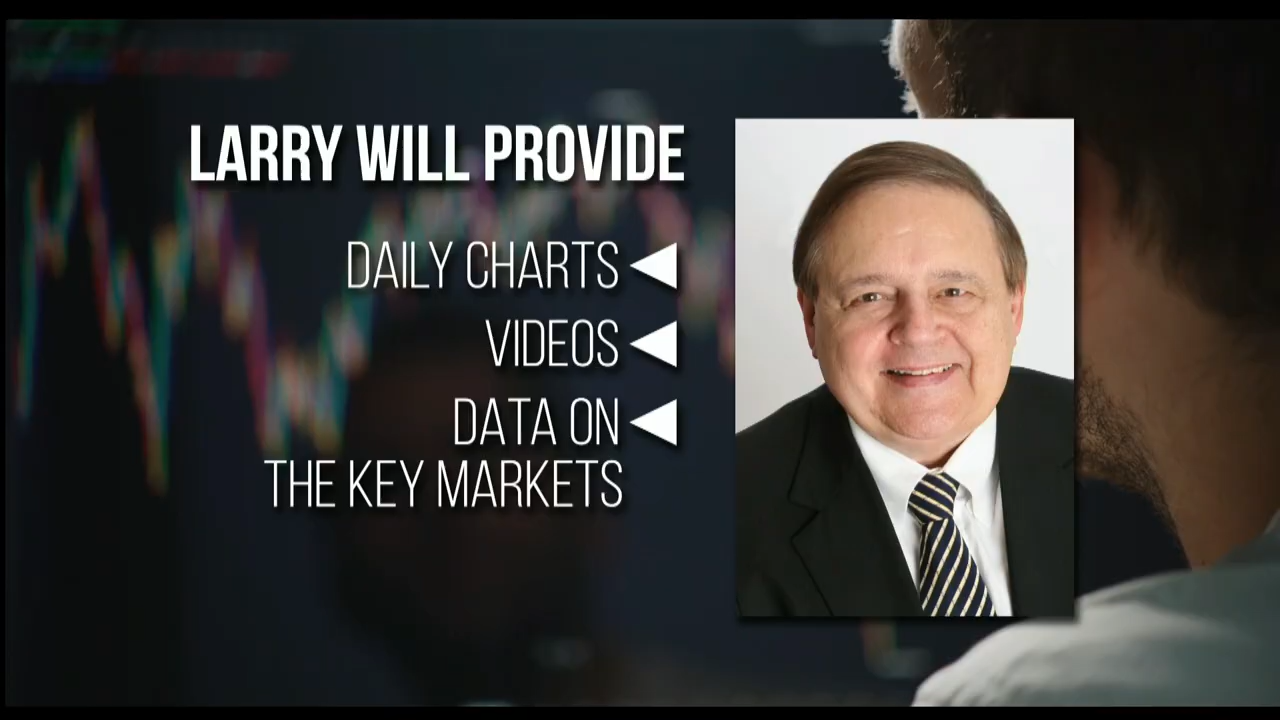 LARRY WILL PROVIDE
DAILY CHARTS
VIDEOS
DATA ON
THE KEY MARKETS